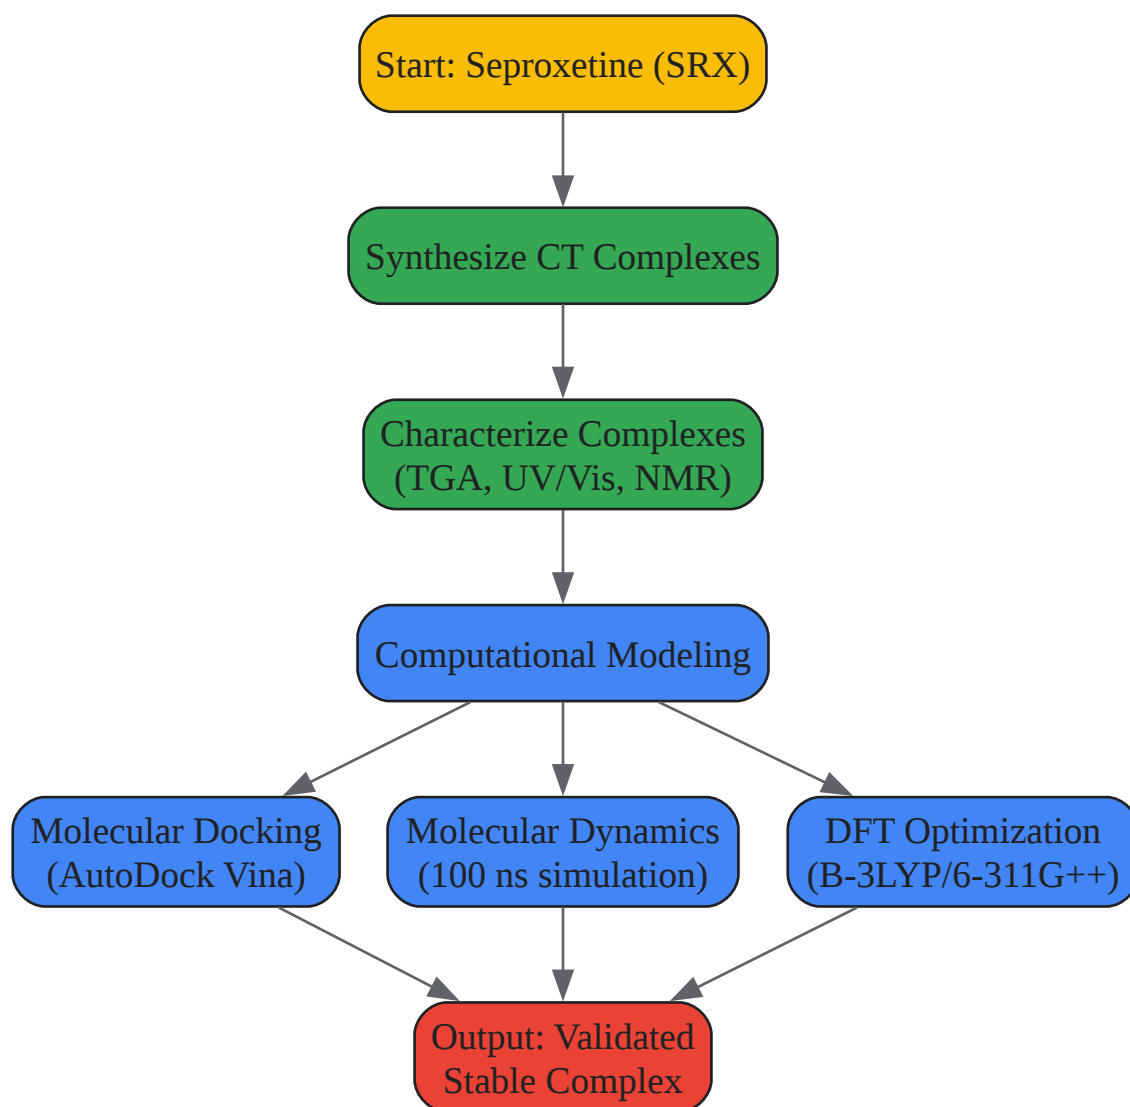 Start: Seproxetine (SRX)
Synthesize CT Complexes
Characterize Complexes
(TGA, UV/Vis, NMR)
Computational Modeling
Molecular Docking
(AutoDock Vina)
Molecular Dynamics
(100 ns simulation)
DFT Optimization
(B-3LYP/6-311G++)
Output: Validated
Stable Complex